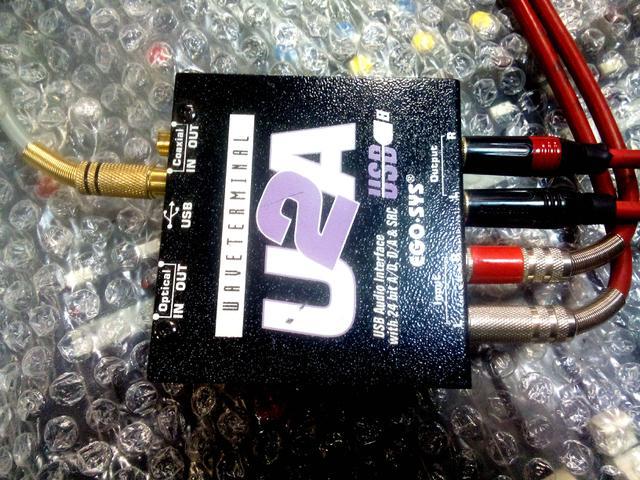 WAVETERMINAL
U2A
USB
USB Audio Interface
with 24 bit A/D, D/A & SRC
EGO·SYS®
Coaxial
IN OUT
USB
Optical
IN OUT
Output
R
L
Input
R
L